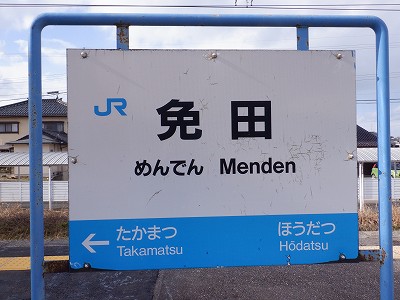 JR
免田
めんでん Menden
たかまつ ほうだつ
Takamatsu Hōdatsu